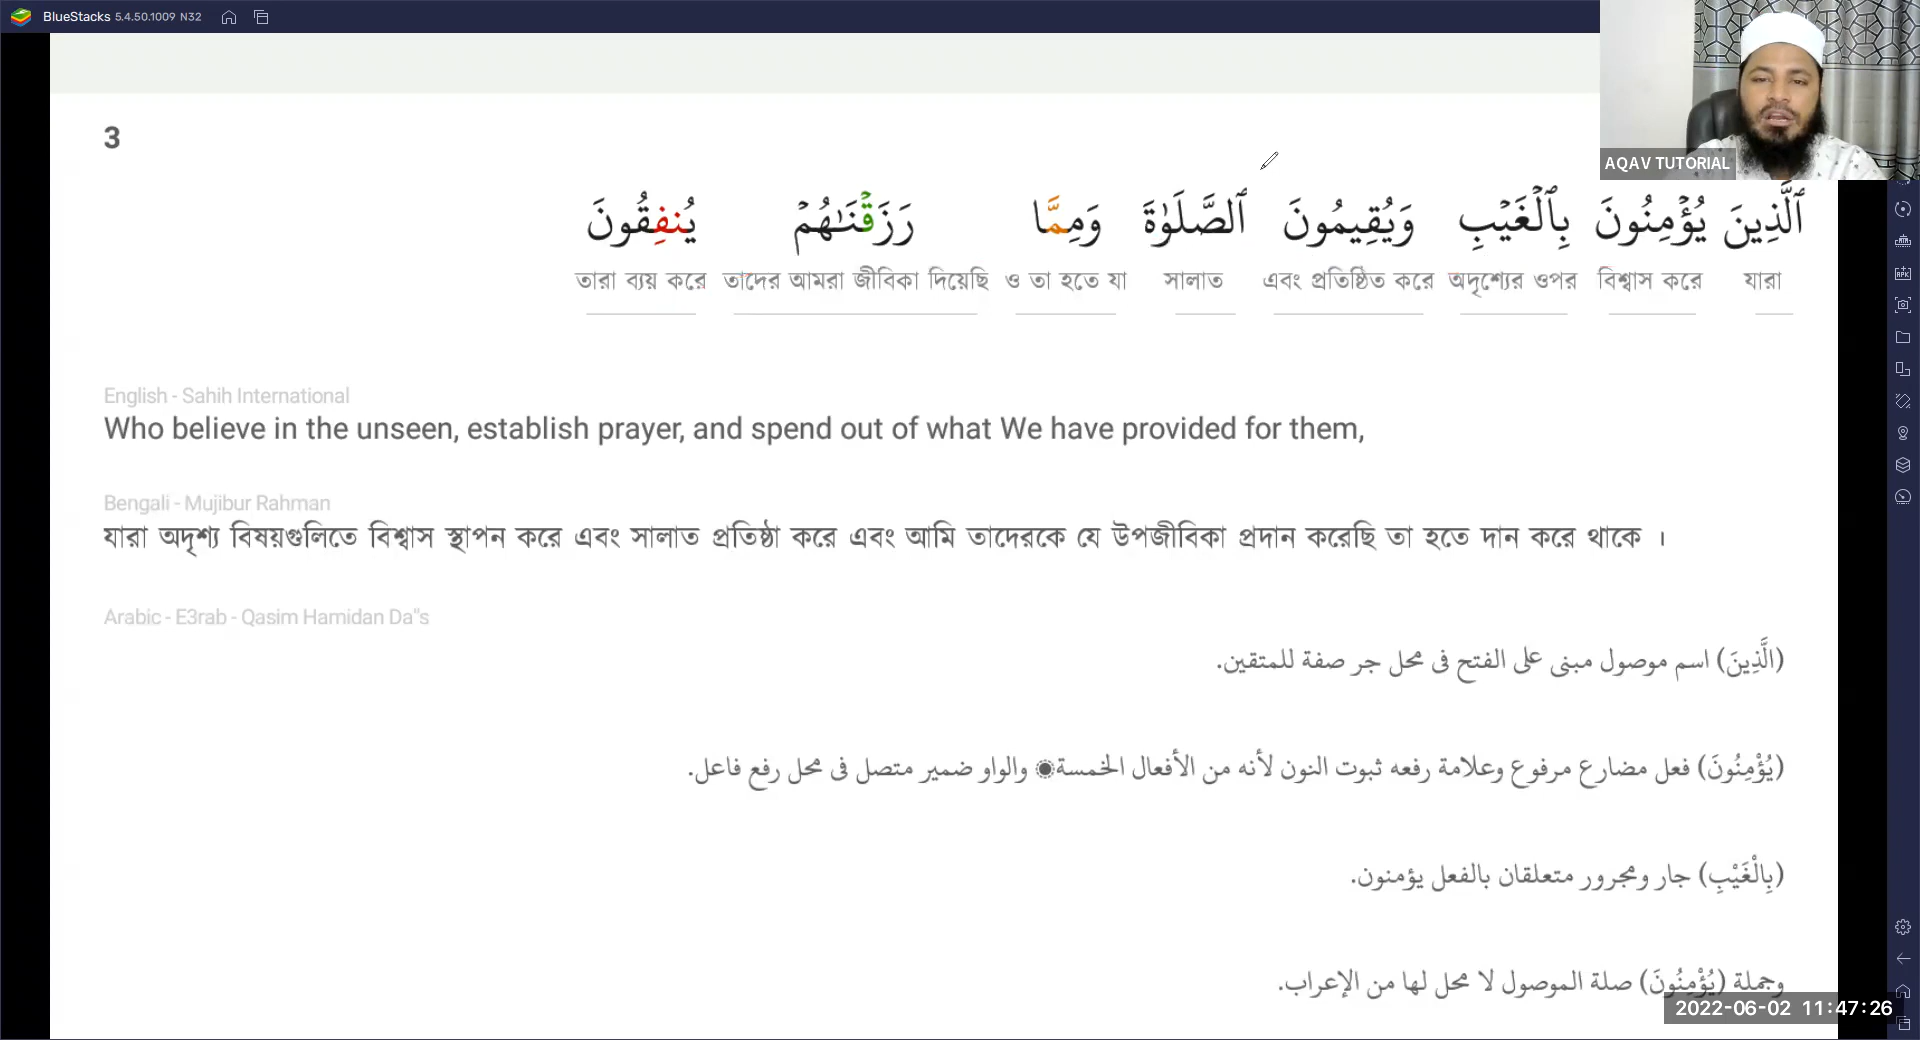 BlueStacks 5.4.50.1009 N32
AQAV TUTORIAL
3
ٱلَّذِينَ يُؤۡمِنُونَ بِٱلۡغَيۡبِ وَيُقِيمُونَ ٱلصَّلَوٰةَ وَمِمَّا رَزَقۡنَٰهُمۡ يُنفِقُونَ
তারা ব্যয় করে তাদের আমরা জীবিকা দিয়েছি ও তা হতে যা সালাত এবং প্রতিষ্ঠিত করে অদৃশ্যের ওপর বিশ্বাস করে যারা
English - Sahih International
Who believe in the unseen, establish prayer, and spend out of what We have provided for them,
Bengali - Mujibur Rahman
যারা অদৃশ্য বিষয়গুলিতে বিশ্বাস স্থাপন করে এবং সালাত প্রতিষ্ঠা করে এবং আমি তাদেরকে যে উপজীবিকা প্রদান করেছি তা হতে দান করে থাকে ।
Arabic - E3rab - Qasim Hamidan Da''s
(الَّذِينَ) اسم موصول مبنى على الفتح فى محل جر صفة للمتقين.
(يُؤْمِنُونَ) فعل مضارع مرفوع وعلامة رفعه ثبوت النون لأنه من الأفعال الخمسة والواو ضمير متصل فى محل رفع فاعل.
(بِالْغَيْبِ) جار ومجرور متعلقان بالفعل يؤمنون.
وجملة (يُؤْمِنُونَ) صلة الموصول لا محل لها من الإعراب.
2022-06-02 11:47:26